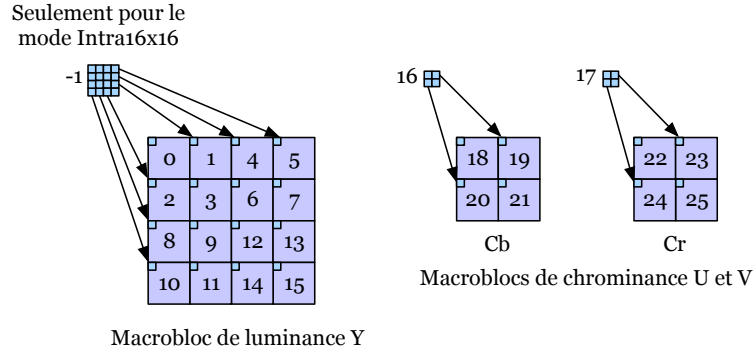 Seulement pour le
mode Intra16x16
-1
16
17
0 1 4 5
2 3 6 7
8 9 12 13
10 11 14 15
18 19
20 21
22 23
24 25
Cb
Cr
Macroblocs de chrominance U et V
Macrobloc de luminance Y